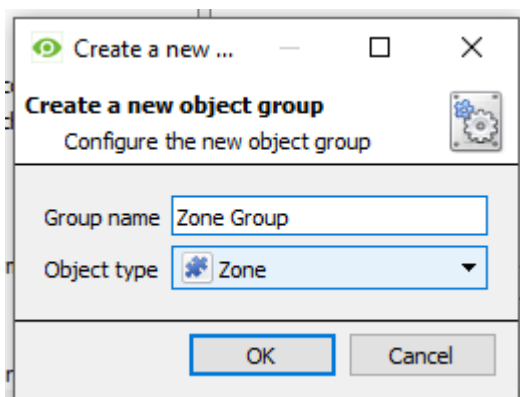 Create a new ...
Create a new object group
Configure the new object group
Group name Zone Group
Object type Zone
OK Cancel